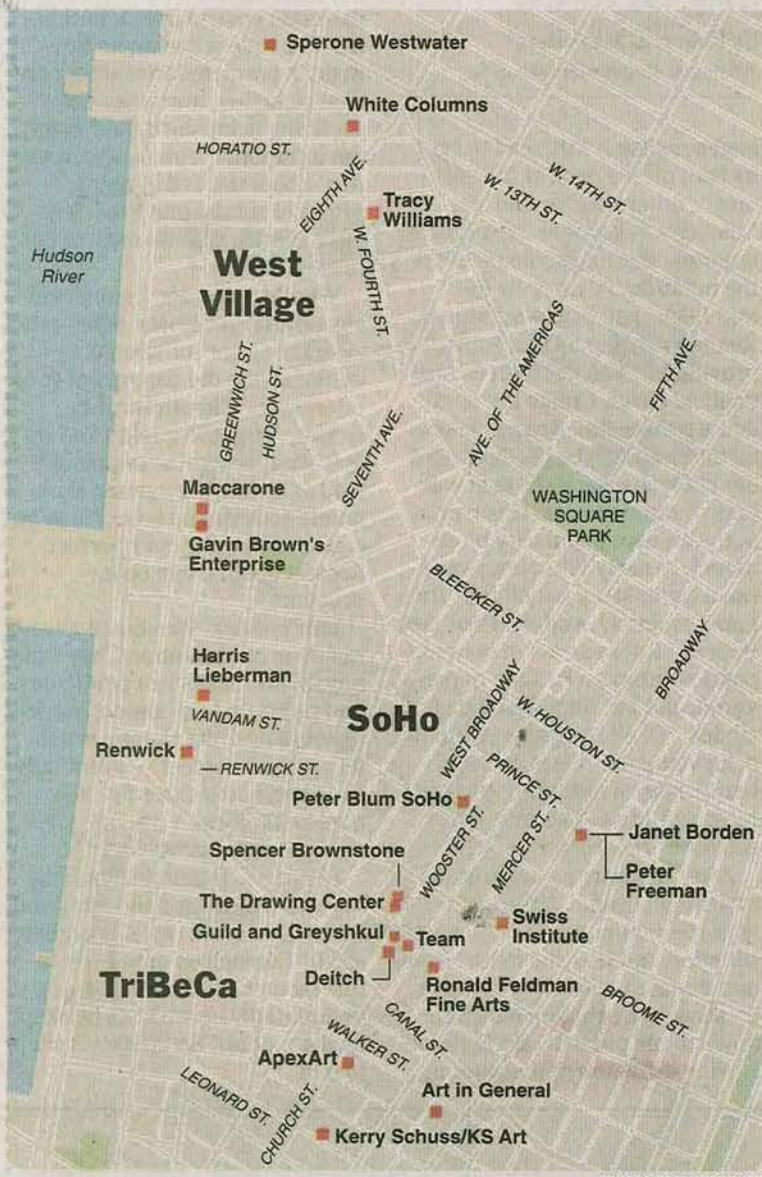 Sperone Westwater
White Columns
HORATIO ST.
EIGHTH AVE.
W. 14TH ST.
W. 13TH ST.
Tracy
Williams
Hudson
River
West
Village
W. FOURTH ST.
GREENWICH ST.
HUDSON ST.
SEVENTH AVE.
AVE. OF THE AMERICAS
FIFTH AVE.
Maccarone
Gavin Brown's
Enterprise
WASHINGTON
SQUARE
PARK
BLEECKER ST.
BROADWAY
Harris
Lieberman
VANDAM ST.
SoHo
WEST BROADWAY
W. HOUSTON ST.
Renwick
RENWICK ST.
PRINCE ST.
Peter Blum SoHo
WOOSTER ST.
MERCER ST.
Janet Borden
Peter
Freeman
Spencer Brownstone
The Drawing Center
Guild and Greyshkul
Team
Swiss
Institute
Deitch
TriBeCa
Ronald Feldman
Fine Arts
BROOME ST.
CANAL ST.
WALKER ST.
ApexArt
LEONARD ST.
CHURCH ST.
Art in General
Kerry Schuss/KS Art